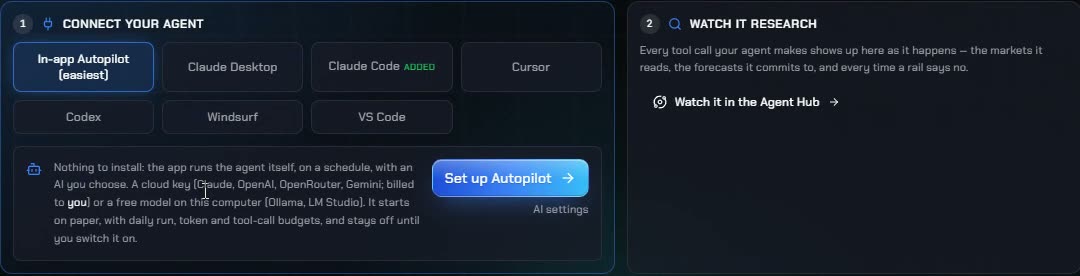 1 CONNECT YOUR AGENT
In-app Autopilot
(easiest)
Claude Desktop
Claude Code ADDED
Cursor
Codex
Windsurf
VS Code
Nothing to install: the app runs the agent itself, on a schedule, with an
AI you choose. A cloud key (Claude, OpenAI, OpenRouter, Gemini; billed
to you) or a free model on this computer (Ollama, LM Studio). It starts
on paper, with daily run, token and tool-call budgets, and stays off until
you switch it on.
Set up Autopilot →
AI settings
2 WATCH IT RESEARCH
Every tool call your agent makes shows up here as it happens — the markets it
reads, the forecasts it commits to, and every time a rail says no.
Watch it in the Agent Hub →